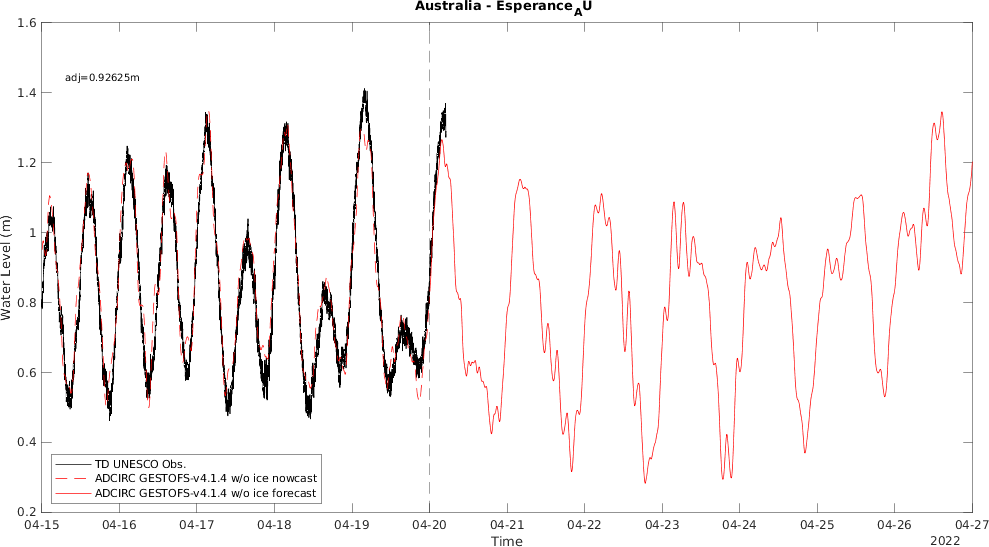 Australia - Esperance_AU
1.6
1.4
adj=0.92625m
1.2
1
0.8
0.6
0.4
0.2
Water Level (m)
TD UNESCO Obs.
ADCIRC GESTOFS-v4.1.4 w/o ice nowcast
ADCIRC GESTOFS-v4.1.4 w/o ice forecast
04-15 04-16 04-17 04-18 04-19 04-20 04-21 04-22 04-23 04-24 04-25 04-26 04-27
Time
2022